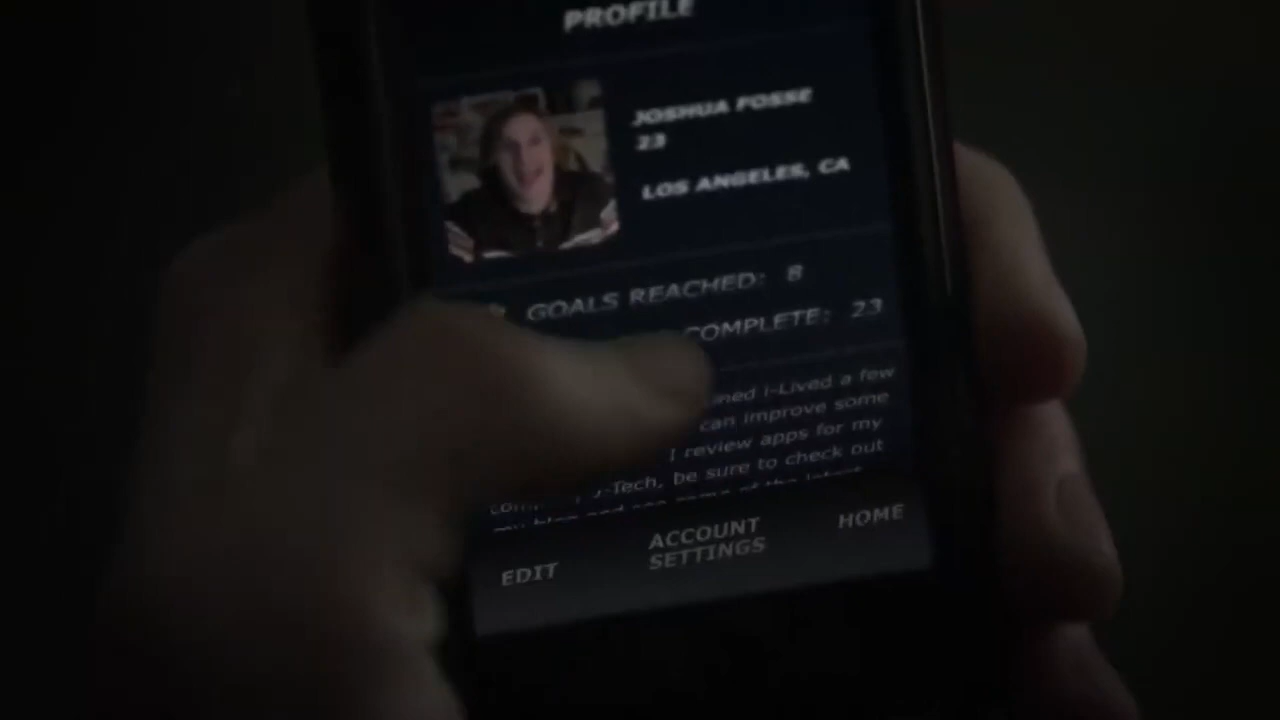 PROFILE
JOSHUA FOSSE
23
LOS ANGELES, CA
GOALS REACHED: 8
COMPLETE: 23
i-Lived a few
can improve some
I review apps for my
-Tech, be sure to check out
EDIT
ACCOUNT
SETTINGS
HOME